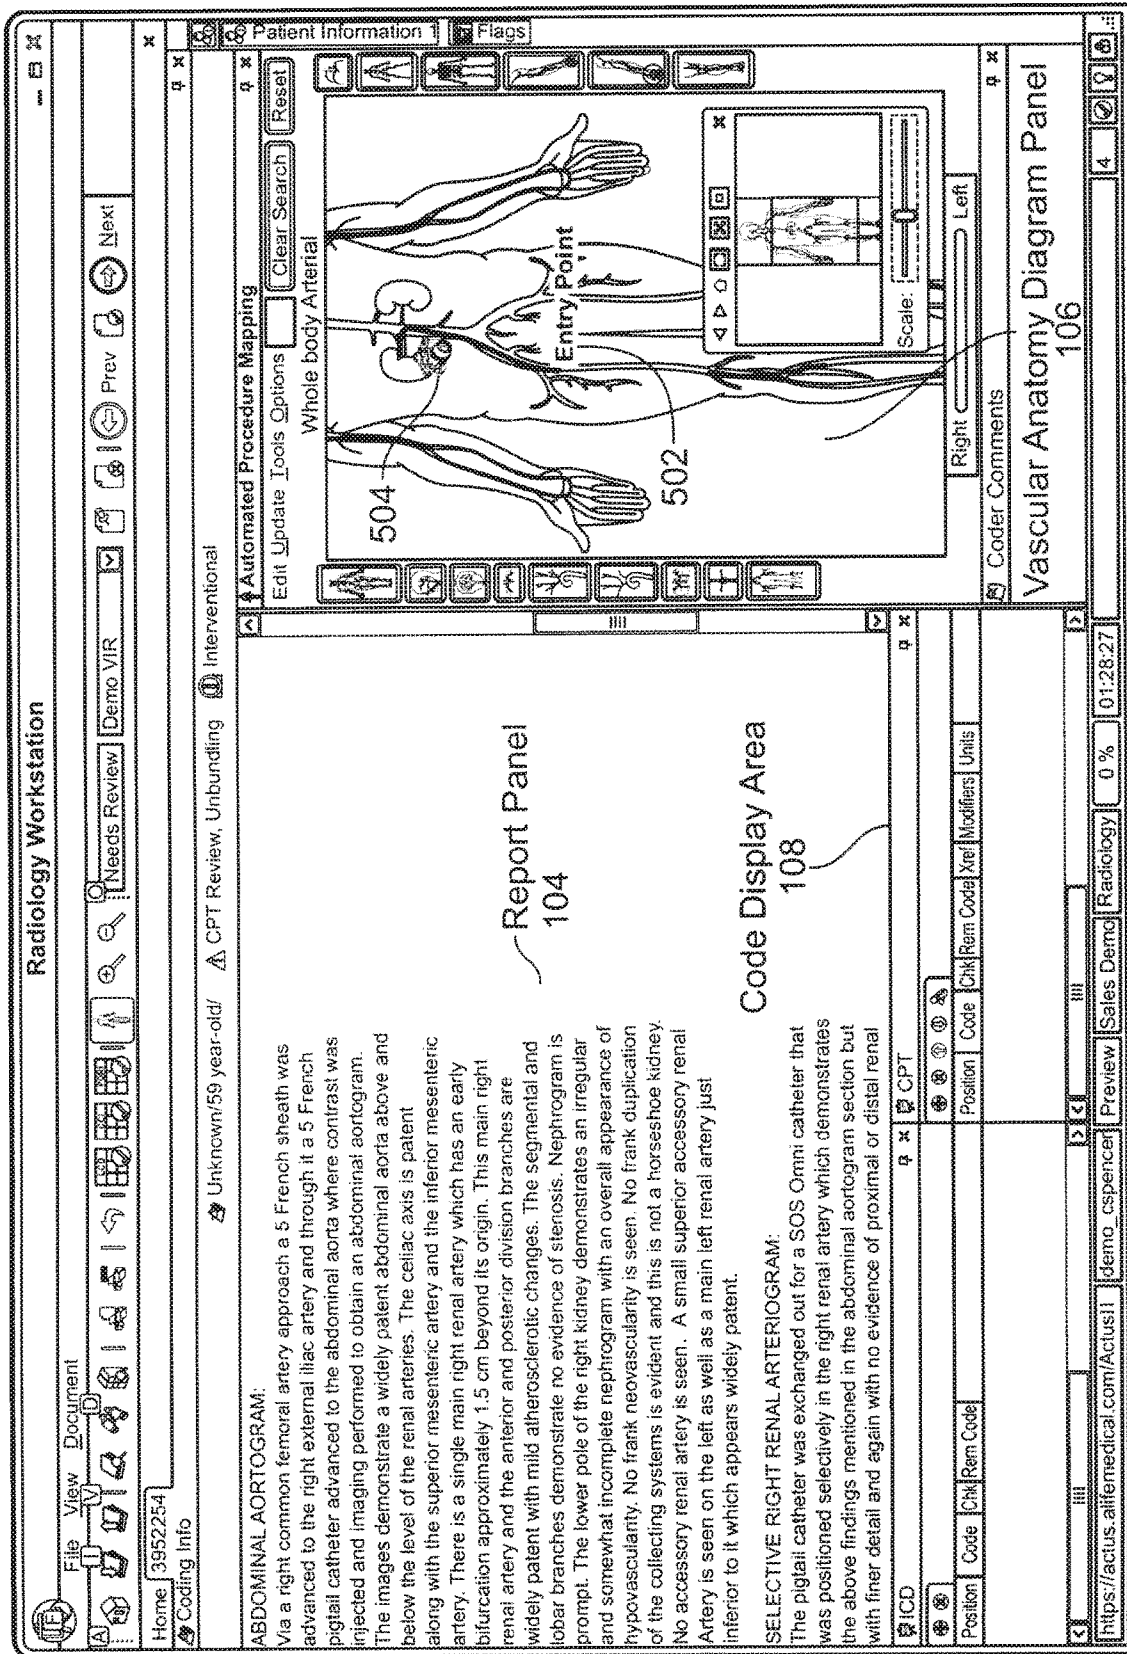 Radiology Workstation
File View Document
A
I
V
D
O
Needs Review
Demo VIR
Prev
Next
Home
3952254
Coding Info
Unknown/59 year-old/
CPT Review, Unbundling
Interventional
ABDOMINAL AORTOGRAM:
Via a right common femoral artery approach a 5 French sheath was
advanced to the right external iliac artery and through it a 5 French
pigtail catheter advanced to the abdominal aorta where contrast was
injected and imaging performed to obtain an abdominal aortogram.
The images demonstrate a widely patent abdominal aorta above and
below the level of the renal arteries. The celiac axis is patent
along with the superior mesenteric artery and the inferior mesenteric
artery. There is a single main right renal artery which has an early
bifurcation approximately 1.5 cm beyond its origin. This main right
renal artery and the anterior and posterior division branches are
widely patent with mild atherosclerotic changes. The segmental and
lobar branches demonstrate no evidence of stenosis. Nephrogram is
prompt. The lower pole of the right kidney demonstrates an irregular
and somewhat incomplete nephrogram with an overall appearance of
hypovascularity. No frank neovascularity is seen. No frank duplication
of the collecting systems is evident and this is not a horseshoe kidney.
No accessory renal artery is seen. A small superior accessory renal
Artery is seen on the left as well as a main left renal artery just
inferior to it which appears widely patent.
SELECTIVE RIGHT RENAL ARTERIOGRAM:
The pigtail catheter was exchanged out for a SOS Omni catheter that
was positioned selectively in the right renal artery which demonstrates
the above findings mentioned in the abdominal aortogram section but
with finer detail and again with no evidence of proximal or distal renal
Report Panel
104
Code Display Area
108
Automated Procedure Mapping
Edit Update Tools Options
Clear Search
Reset
Whole body Arterial
504
Entry Point
502
Scale:
Right
Left
Patient Information 1
Flags
Coder Comments
Vascular Anatomy Diagram Panel
106
ICD
Position Code Chk Rem Code
CPT
Position Code Chk Rem Code Xref Modifiers Units
https://actus.alifemedical.com/Actus11
demo_cspencer
Preview
Sales Demo
Radiology
0 %
01:28:27
4